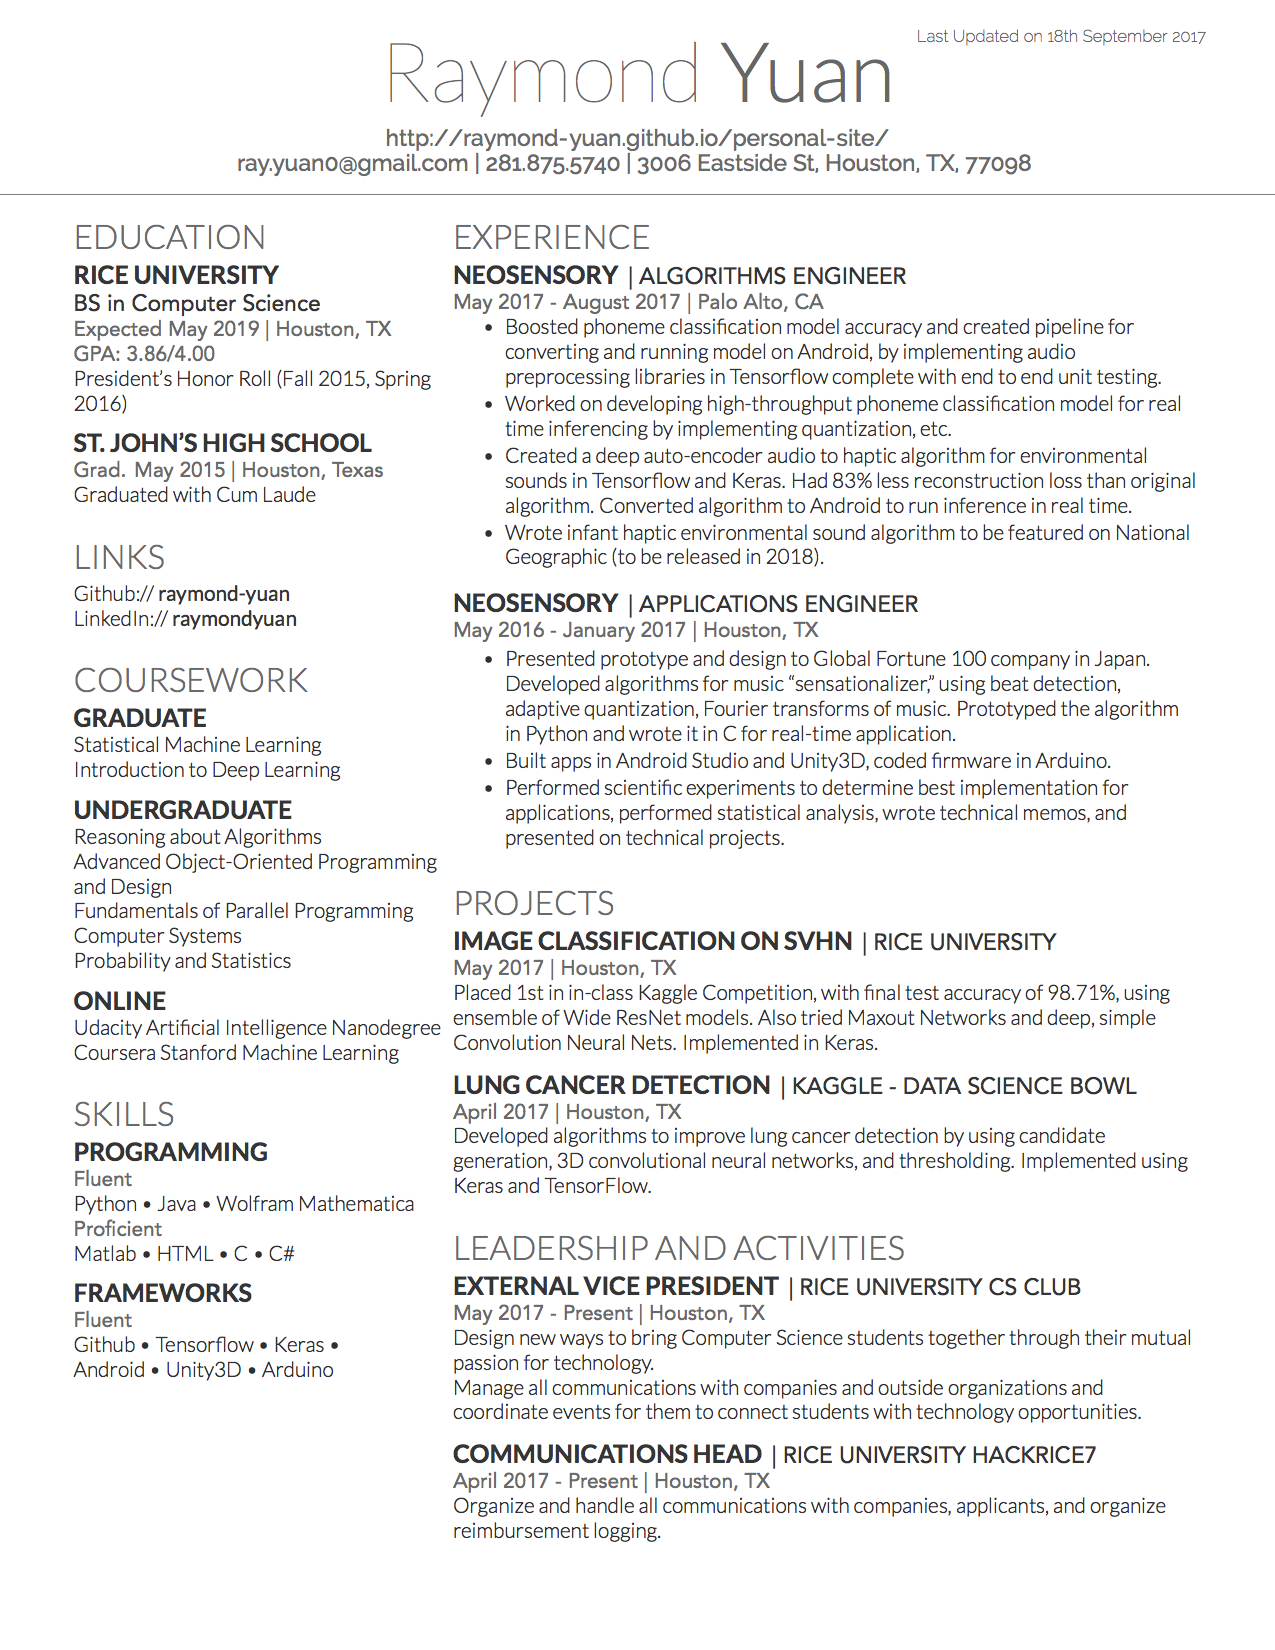 Last Updated on 18th September 2017
Raymond Yuan
http://raymond-yuan.github.io/personal-site/
ray.yuan0@gmail.com | 281.875.5740 | 3006 Eastside St, Houston, TX, 77098
EDUCATION
RICE UNIVERSITY
BS in Computer Science
Expected May 2019 | Houston, TX
GPA: 3.86/4.00
President's Honor Roll (Fall 2015, Spring
2016)
ST. JOHN'S HIGH SCHOOL
Grad. May 2015 | Houston, Texas
Graduated with Cum Laude
LINKS
Github:// raymond-yuan
LinkedIn:// raymondyuan
COURSEWORK
GRADUATE
Statistical Machine Learning
Introduction to Deep Learning
UNDERGRADUATE
Reasoning about Algorithms
Advanced Object-Oriented Programming
and Design
Fundamentals of Parallel Programming
Computer Systems
Probability and Statistics
ONLINE
Udacity Artificial Intelligence Nanodegree
Coursera Stanford Machine Learning
SKILLS
PROGRAMMING
Fluent
Python • Java • Wolfram Mathematica
Proficient
Matlab • HTML • C • C#
FRAMEWORKS
Fluent
Github • Tensorflow • Keras •
Android • Unity3D • Arduino
EXPERIENCE
NEOSENSORY | ALGORITHMS ENGINEER
May 2017 - August 2017 | Palo Alto, CA
• Boosted phoneme classification model accuracy and created pipeline for
converting and running model on Android, by implementing audio
preprocessing libraries in Tensorflow complete with end to end unit testing.
• Worked on developing high-throughput phoneme classification model for real
time inferencing by implementing quantization, etc.
• Created a deep auto-encoder audio to haptic algorithm for environmental
sounds in Tensorflow and Keras. Had 83% less reconstruction loss than original
algorithm. Converted algorithm to Android to run inference in real time.
• Wrote infant haptic environmental sound algorithm to be featured on National
Geographic (to be released in 2018).
NEOSENSORY | APPLICATIONS ENGINEER
May 2016 - January 2017 | Houston, TX
• Presented prototype and design to Global Fortune 100 company in Japan.
Developed algorithms for music “sensationalizer,” using beat detection,
adaptive quantization, Fourier transforms of music. Prototyped the algorithm
in Python and wrote it in C for real-time application.
• Built apps in Android Studio and Unity3D, coded firmware in Arduino.
• Performed scientific experiments to determine best implementation for
applications, performed statistical analysis, wrote technical memos, and
presented on technical projects.
PROJECTS
IMAGE CLASSIFICATION ON SVHN | RICE UNIVERSITY
May 2017 | Houston, TX
Placed 1st in in-class Kaggle Competition, with final test accuracy of 98.71%, using
ensemble of Wide ResNet models. Also tried Maxout Networks and deep, simple
Convolution Neural Nets. Implemented in Keras.
LUNG CANCER DETECTION | KAGGLE - DATA SCIENCE BOWL
April 2017 | Houston, TX
Developed algorithms to improve lung cancer detection by using candidate
generation, 3D convolutional neural networks, and thresholding. Implemented using
Keras and TensorFlow.
LEADERSHIP AND ACTIVITIES
EXTERNAL VICE PRESIDENT | RICE UNIVERSITY CS CLUB
May 2017 - Present | Houston, TX
Design new ways to bring Computer Science students together through their mutual
passion for technology.
Manage all communications with companies and outside organizations and
coordinate events for them to connect students with technology opportunities.
COMMUNICATIONS HEAD | RICE UNIVERSITY HACKRICE7
April 2017 - Present | Houston, TX
Organize and handle all communications with companies, applicants, and organize
reimbursement logging.